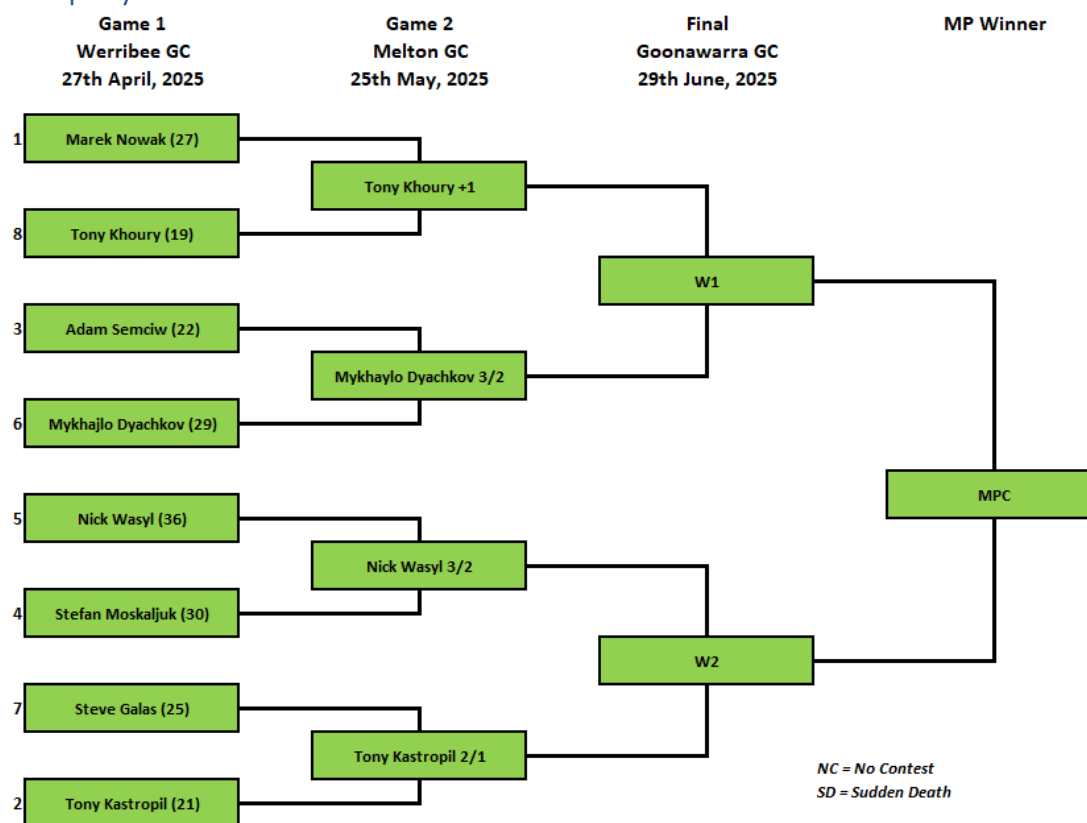 Game 1
Werribee GC
27th April, 2025
Game 2
Melton GC
25th May, 2025
Final
Goonawarra GC
29th June, 2025
MP Winner
1 Marek Nowak (27)
Tony Khoury +1
8 Tony Khoury (19)
W1
3 Adam Semciw (22)
Mykhaylo Dyachkov 3/2
6 Mykhajlo Dyachkov (29)
MPC
5 Nick Wasyl (36)
Nick Wasyl 3/2
4 Stefan Moskaljuk (30)
W2
7 Steve Galas (25)
Tony Kastropil 2/1
2 Tony Kastropil (21)
NC = No Contest
SD = Sudden Death